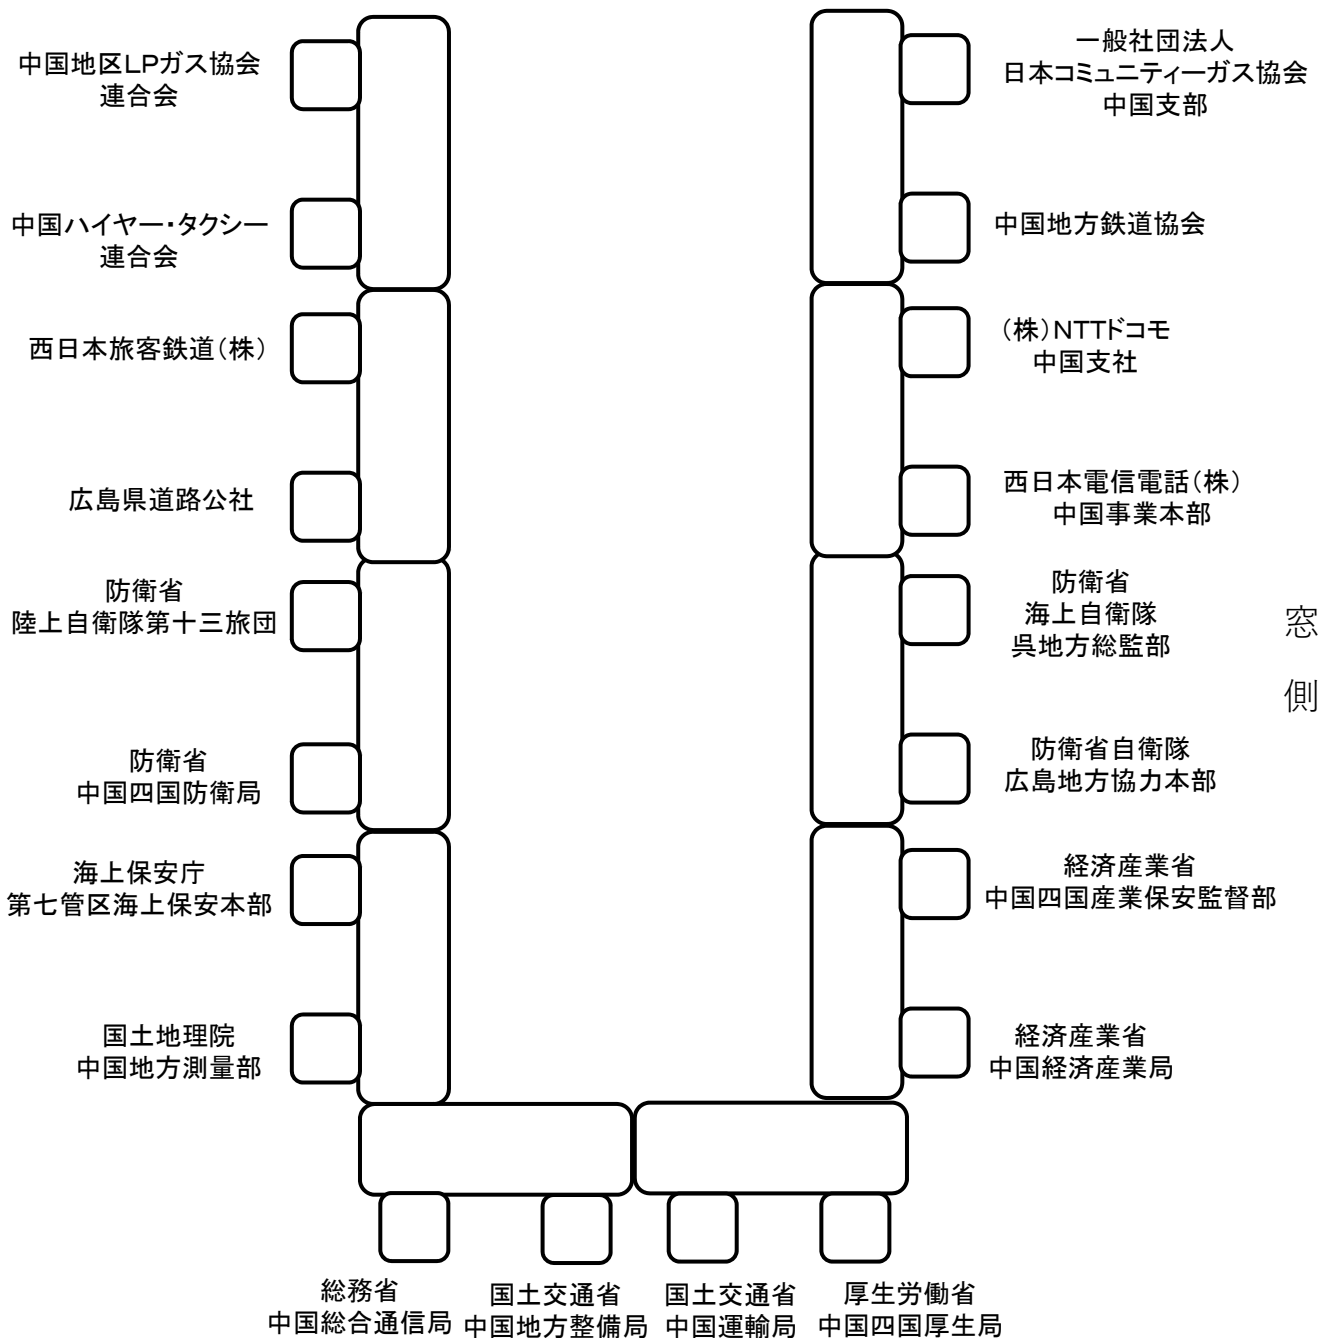 中国地区LPガス協会
連合会
中国ハイヤー・タクシー
連合会
西日本旅客鉄道(株)
広島県道路公社
防衛省
陸上自衛隊第十三旅団
防衛省
中国四国防衛局
海上保安庁
第七管区海上保安本部
国土地理院
中国地方測量部
一般社団法人
日本コミュニティーガス協会
中国支部
中国地方鉄道協会
(株)NTTドコモ
中国支社
西日本電信電話(株)
中国事業本部
防衛省
海上自衛隊
呉地方総監部
防衛省自衛隊
広島地方協力本部
経済産業省
中国四国産業保安監督部
経済産業省
中国経済産業局
窓側
総務省
中国総合通信局
国土交通省
中国地方整備局
国土交通省
中国運輸局
厚生労働省
中国四国厚生局